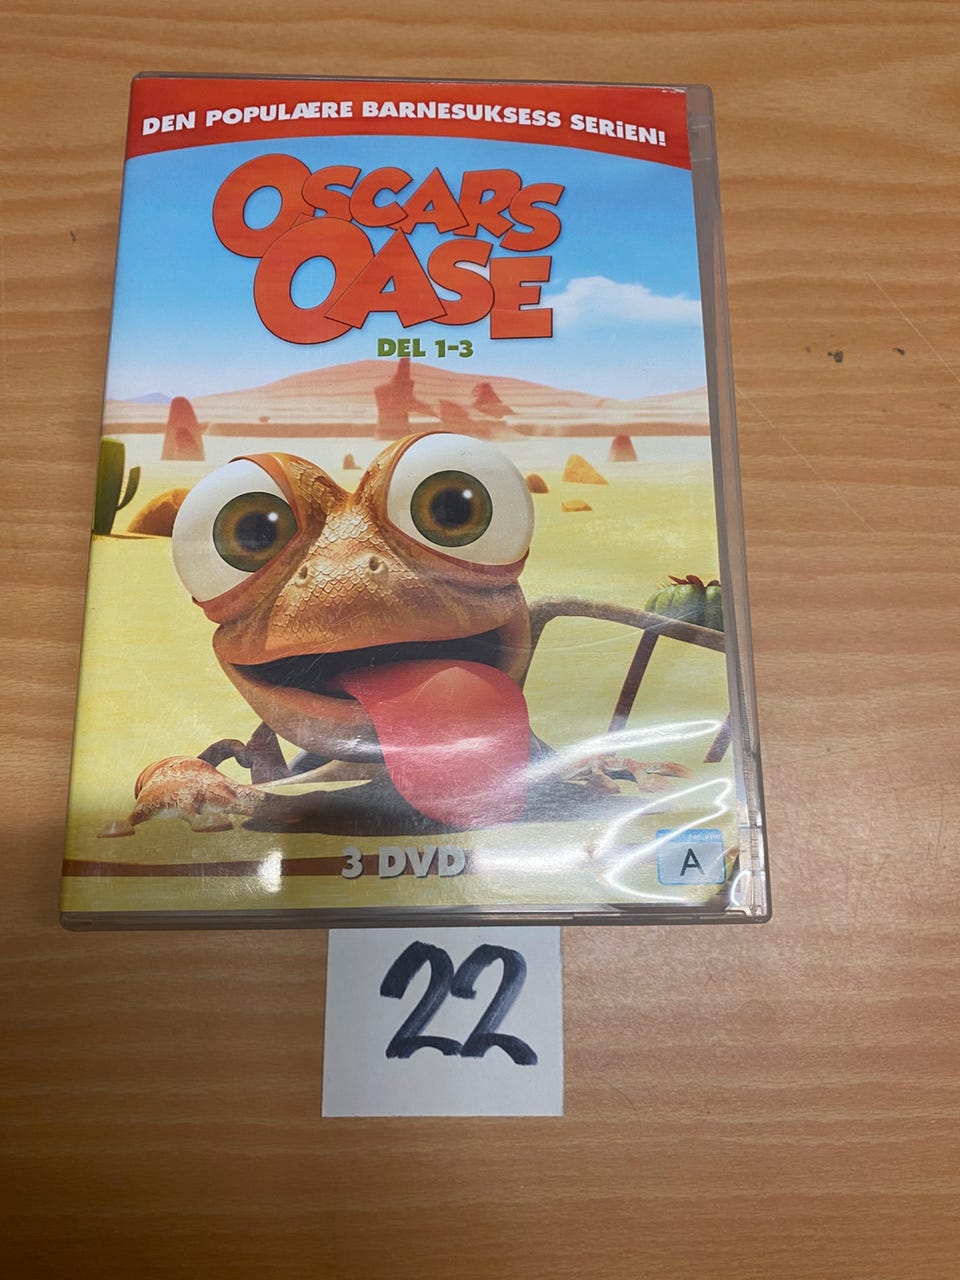 DEN POPULÆRE BARNESUKSESS SERiEN!
OSCARS
OASE
DEL 1-3
3 DVD
A
22